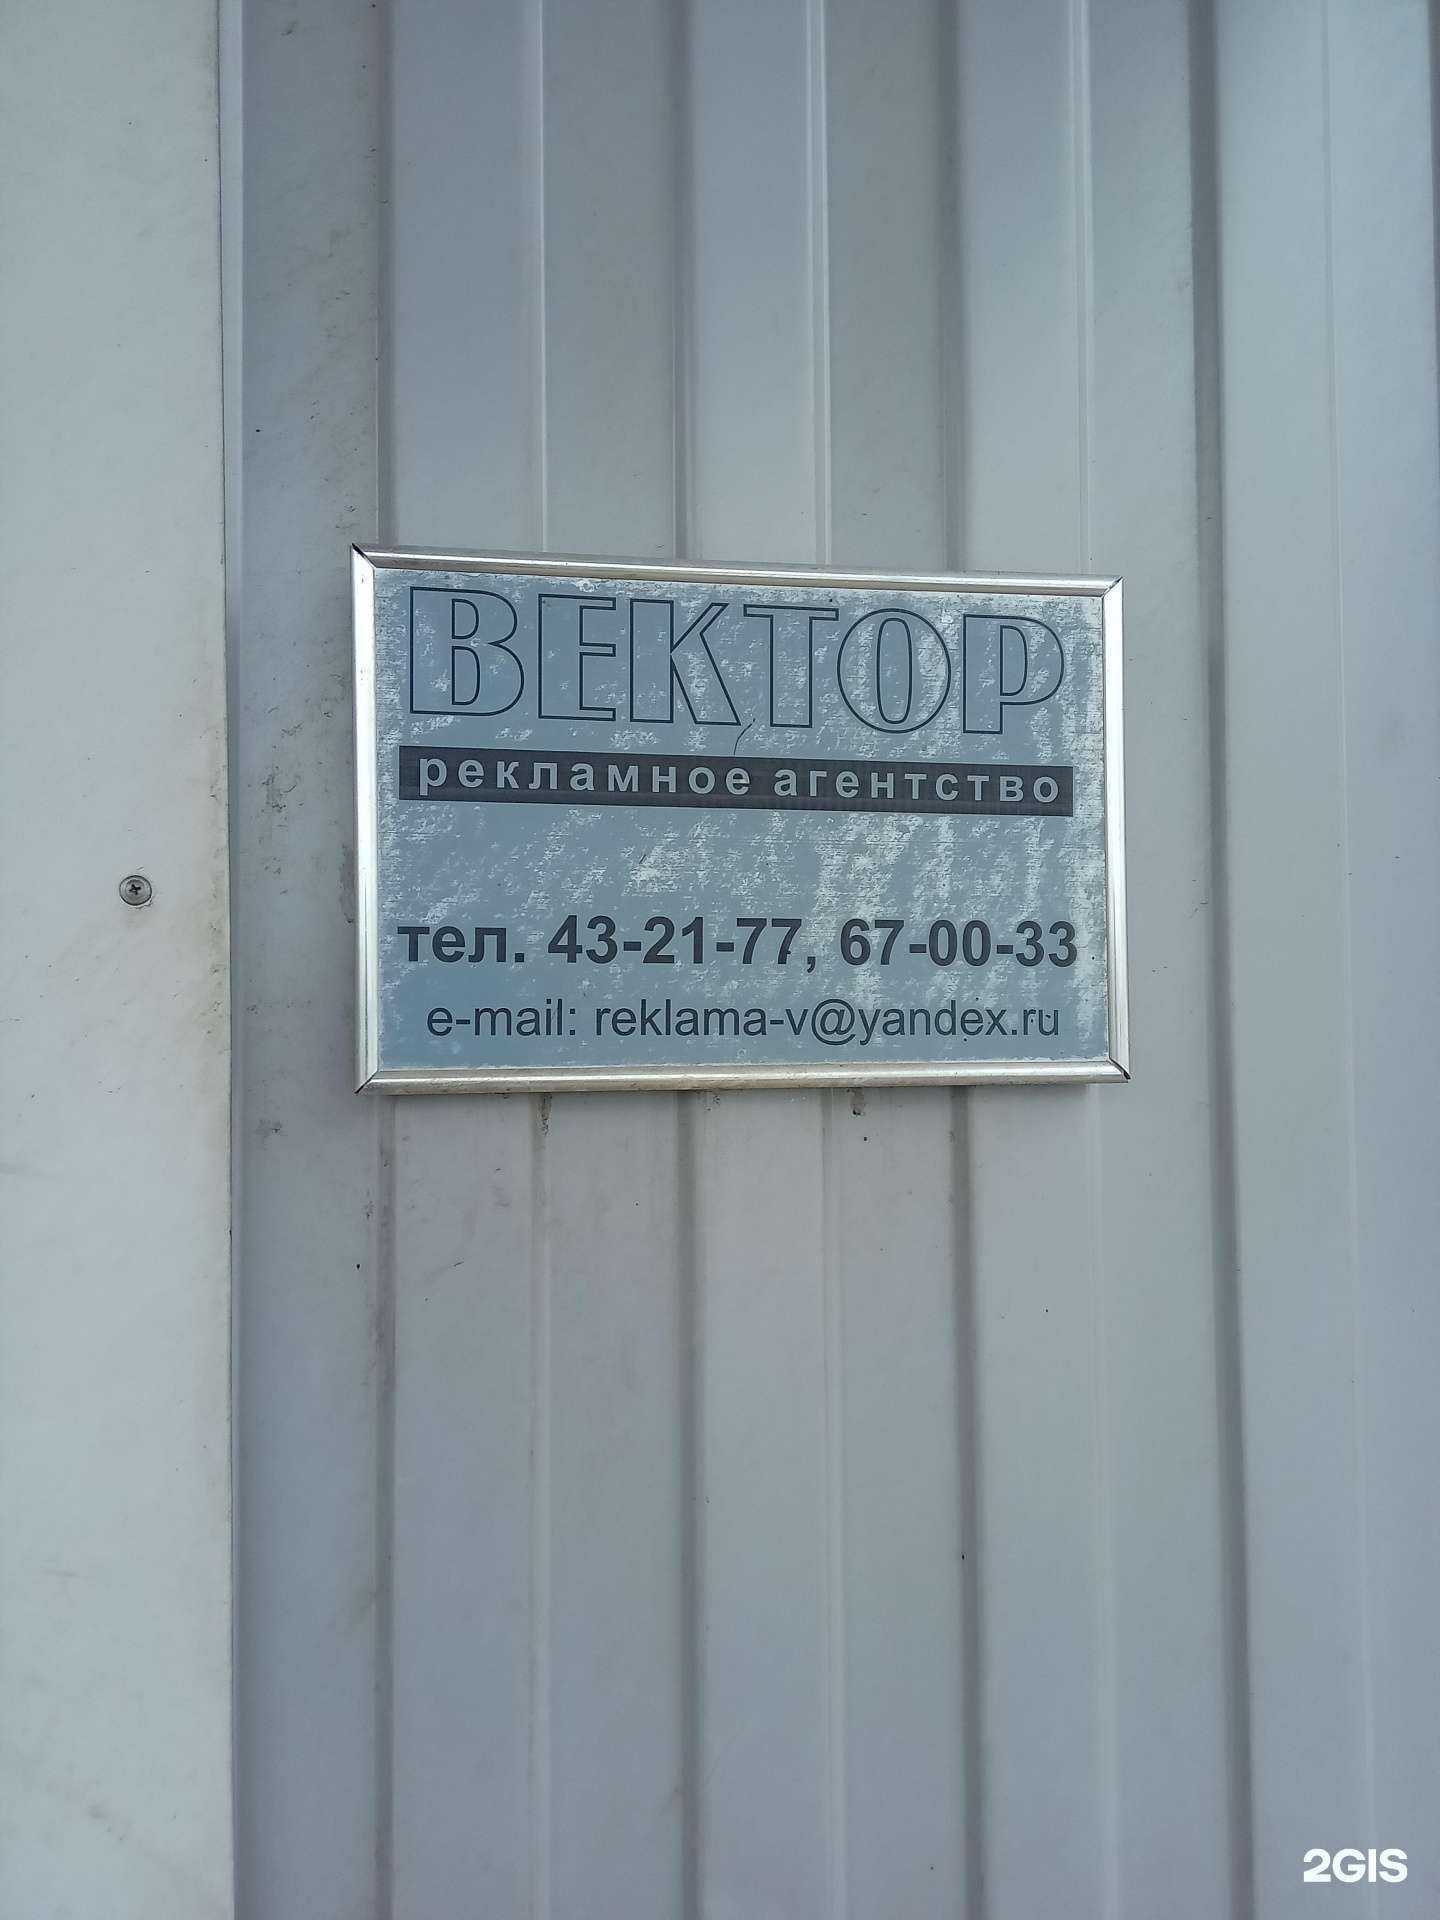 ВЕКТОР
рекламное агентство
тел. 43-21-77, 67-00-33
e-mail: reklama-v@yandex.ru
2GIS